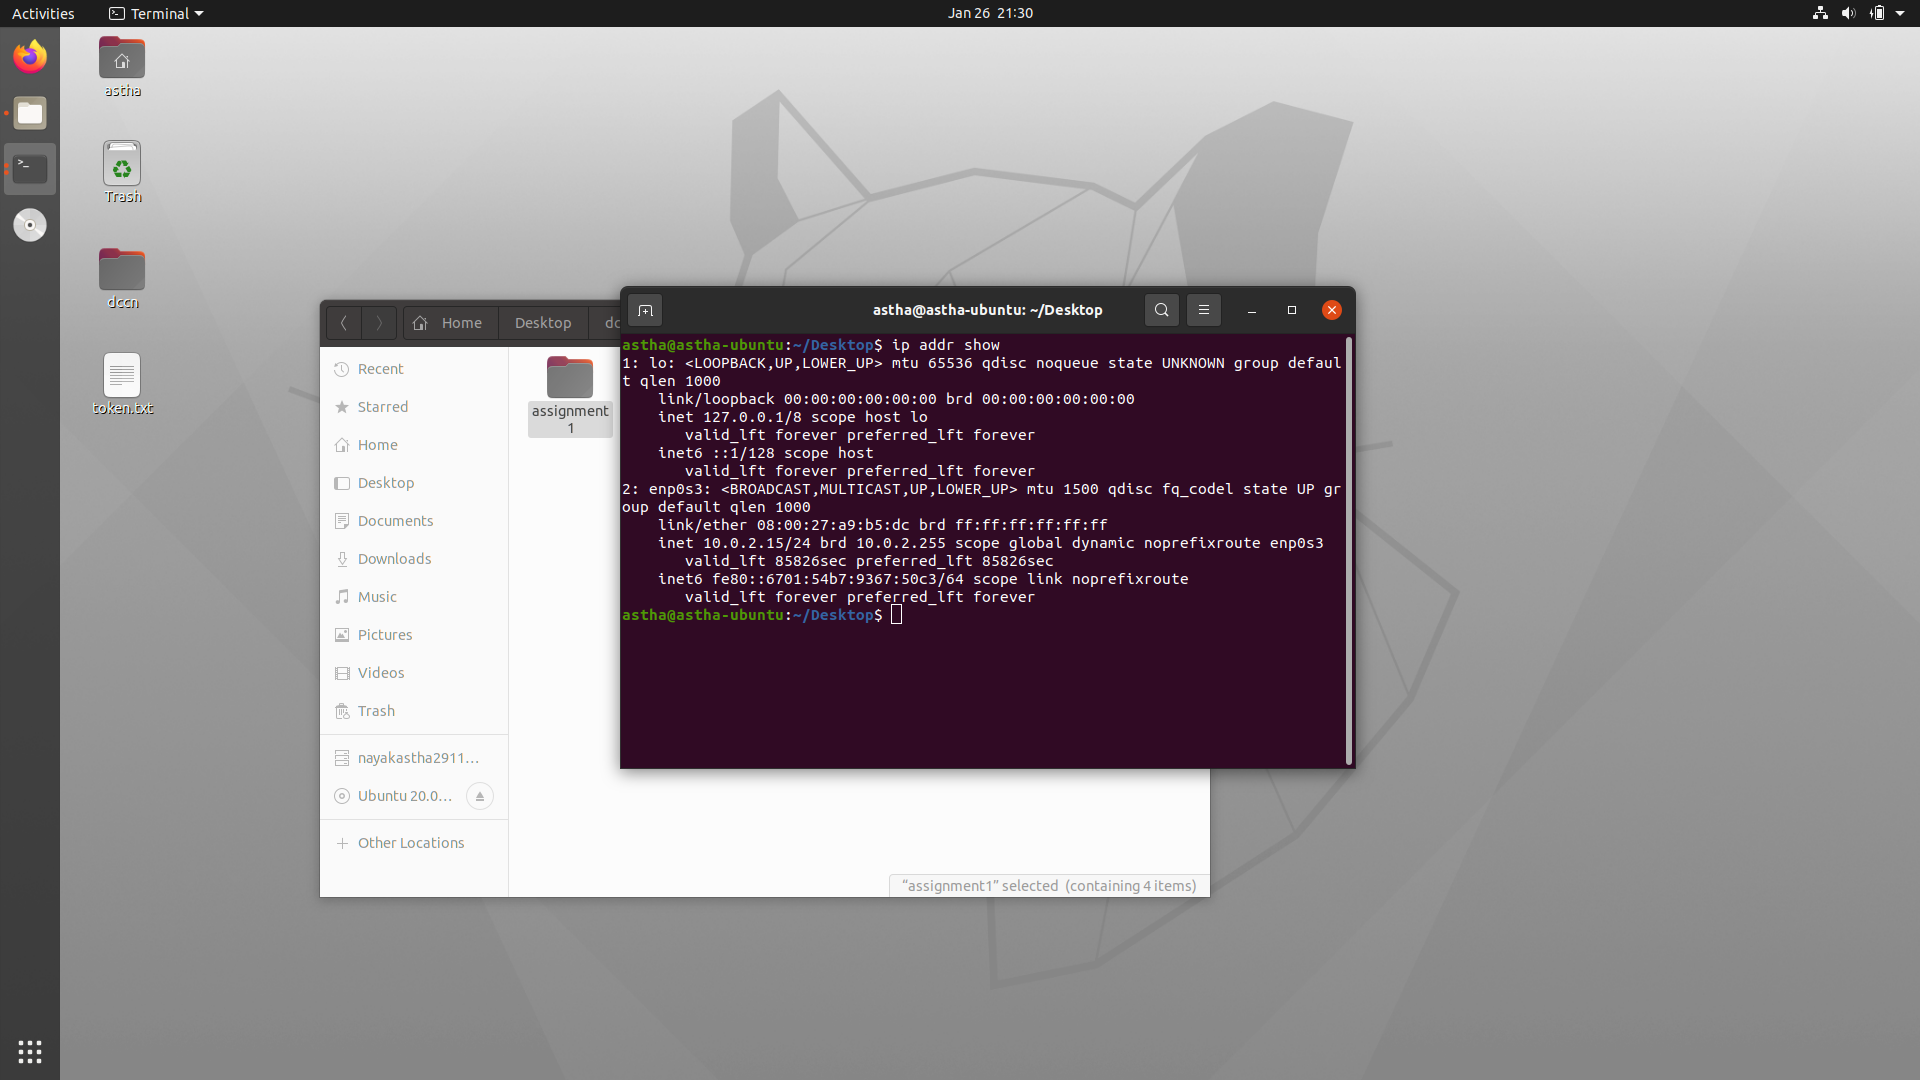 Activities
Terminal
Jan 26 21:30
astha
Trash
dccn
token.txt
Home
Desktop
Recent
Starred
Home
Desktop
Documents
Downloads
Music
Pictures
Videos
Trash
nayakastha2911…
Ubuntu 20.0…
Other Locations
assignment
1
“assignment1” selected (containing 4 items)
astha@astha-ubuntu: ~/Desktop
astha@astha-ubuntu:~/Desktop$ ip addr show
1: lo: <LOOPBACK,UP,LOWER_UP> mtu 65536 qdisc noqueue state UNKNOWN group defaul
t qlen 1000
    link/loopback 00:00:00:00:00:00 brd 00:00:00:00:00:00
    inet 127.0.0.1/8 scope host lo
       valid_lft forever preferred_lft forever
    inet6 ::1/128 scope host
       valid_lft forever preferred_lft forever
2: enp0s3: <BROADCAST,MULTICAST,UP,LOWER_UP> mtu 1500 qdisc fq_codel state UP gr
oup default qlen 1000
    link/ether 08:00:27:a9:b5:dc brd ff:ff:ff:ff:ff:ff
    inet 10.0.2.15/24 brd 10.0.2.255 scope global dynamic noprefixroute enp0s3
       valid_lft 85826sec preferred_lft 85826sec
    inet6 fe80::6701:54b7:9367:50c3/64 scope link noprefixroute
       valid_lft forever preferred_lft forever
astha@astha-ubuntu:~/Desktop$